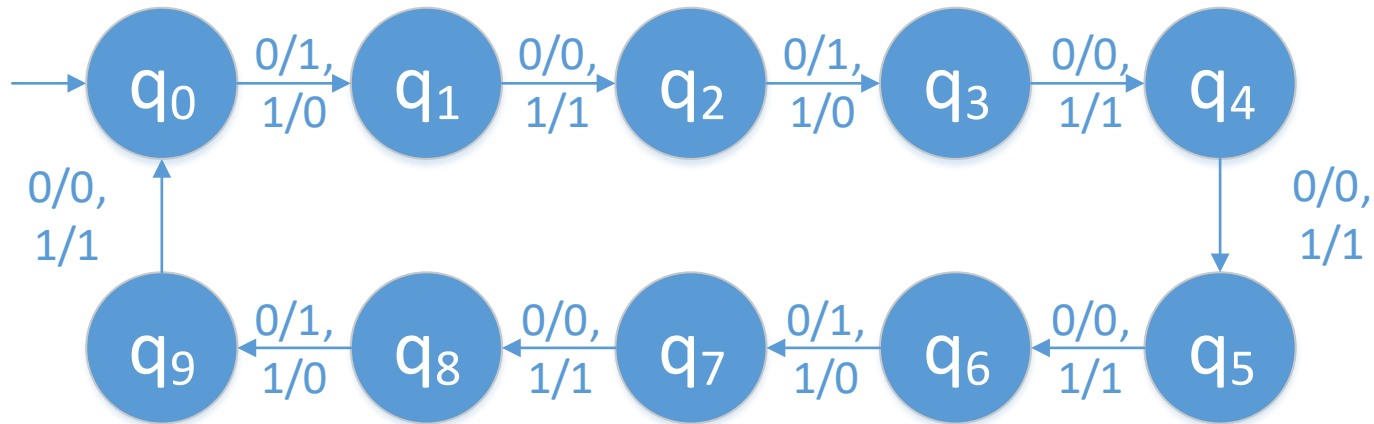 q0 0/1, 1/0 q1 0/0, 1/1 q2 0/1, 1/0 q3 0/0, 1/1 q4
0/0, 1/1 0/0, 1/1
q9 0/1, 1/0 q8 0/0, 1/1 q7 0/1, 1/0 q6 0/0, 1/1 q5